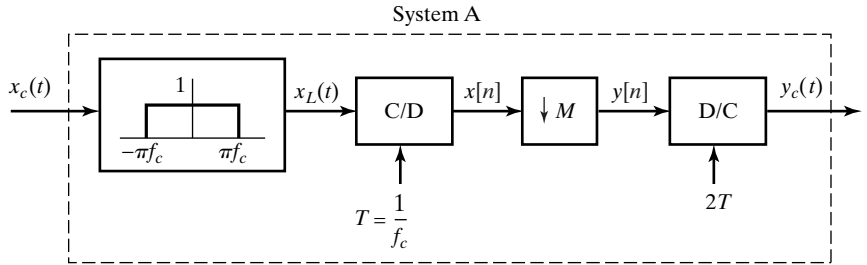 System A
x_c(t)
1
−πf_c
πf_c
x_L(t)
C/D
x[n]
↓ M
y[n]
D/C
y_c(t)
T = 1/f_c
2T